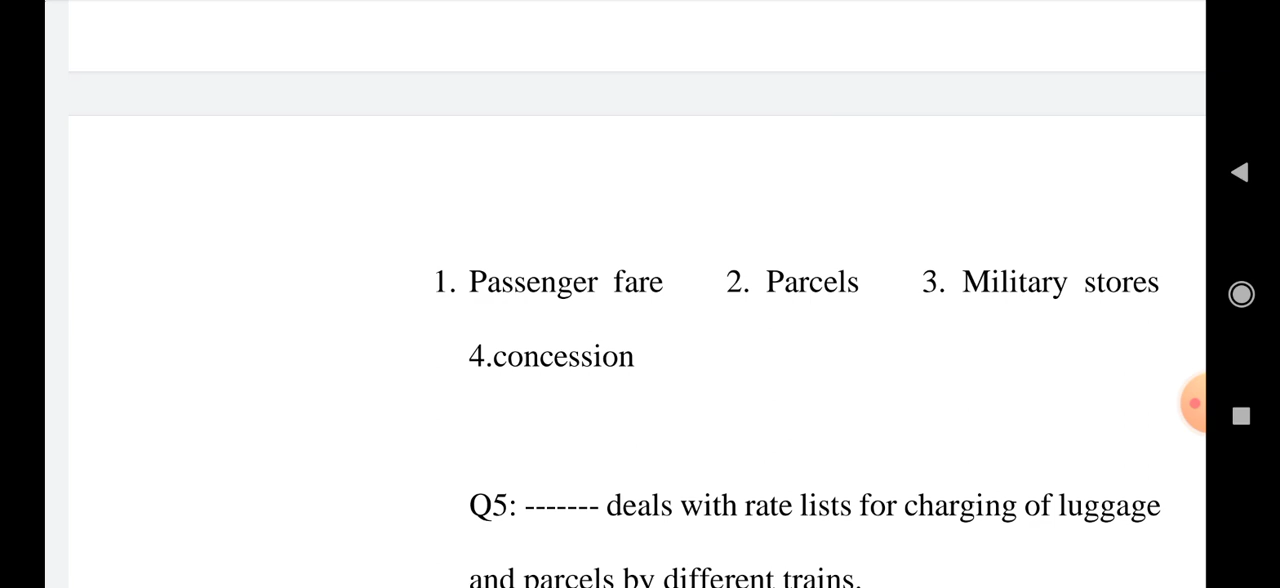 1. Passenger fare 2. Parcels 3. Military stores
4.concession
Q5: ------- deals with rate lists for charging of luggage
and parcels by different trains.